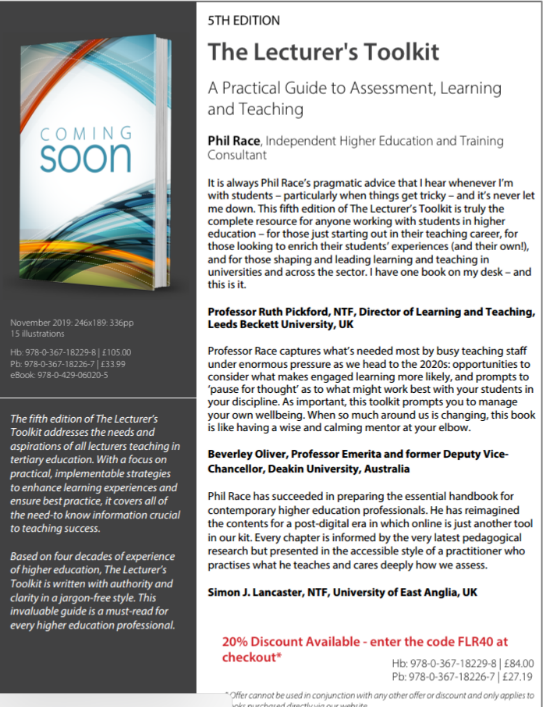 COMING
soon
November 2019: 246x189: 336pp
15 illustrations
Hb: 978-0-367-18229-8 | £105.00
Pb: 978-0-367-18226-7 | £33.99
eBook: 978-0-429-06020-5
The fifth edition of The Lecturer's
Toolkit addresses the needs and
aspirations of all lecturers teaching in
tertiary education. With a focus on
practical, implementable strategies
to enhance learning experiences and
ensure best practice, it covers all of
the need-to know information crucial
to teaching success.
Based on four decades of experience
of higher education, The Lecturer's
Toolkit is written with authority and
clarity in a jargon-free style. This
invaluable guide is a must-read for
every higher education professional.
5TH EDITION
The Lecturer's Toolkit
A Practical Guide to Assessment, Learning
and Teaching
Phil Race, Independent Higher Education and Training
Consultant
It is always Phil Race's pragmatic advice that I hear whenever I'm
with students – particularly when things get tricky – and it's never let
me down. This fifth edition of The Lecturer's Toolkit is truly the
complete resource for anyone working with students in higher
education – for those just starting out in their teaching career, for
those looking to enrich their students' experiences (and their own!),
and for those shaping and leading learning and teaching in
universities and across the sector. I have one book on my desk – and
this is it.
Professor Ruth Pickford, NTF, Director of Learning and Teaching,
Leeds Beckett University, UK
Professor Race captures what's needed most by busy teaching staff
under enormous pressure as we head to the 2020s: opportunities to
consider what makes engaged learning more likely, and prompts to
'pause for thought' as to what might work best with your students in
your discipline. As important, this toolkit prompts you to manage
your own wellbeing. When so much around us is changing, this book
is like having a wise and calming mentor at your elbow.
Beverley Oliver, Professor Emerita and former Deputy Vice-
Chancellor, Deakin University, Australia
Phil Race has succeeded in preparing the essential handbook for
contemporary higher education professionals. He has reimagined
the contents for a post-digital era in which online is just another tool
in our kit. Every chapter is informed by the very latest pedagogical
research but presented in the accessible style of a practitioner who
practises what he teaches and cares deeply how we assess.
Simon J. Lancaster, NTF, University of East Anglia, UK
20% Discount Available - enter the code FLR40 at
checkout*
Hb: 978-0-367-18229-8 | £84.00
Pb: 978-0-367-18226-7 | £27.19
*Offer cannot be used in conjunction with any other offer or discount and only applies to
purchased directly via our website.